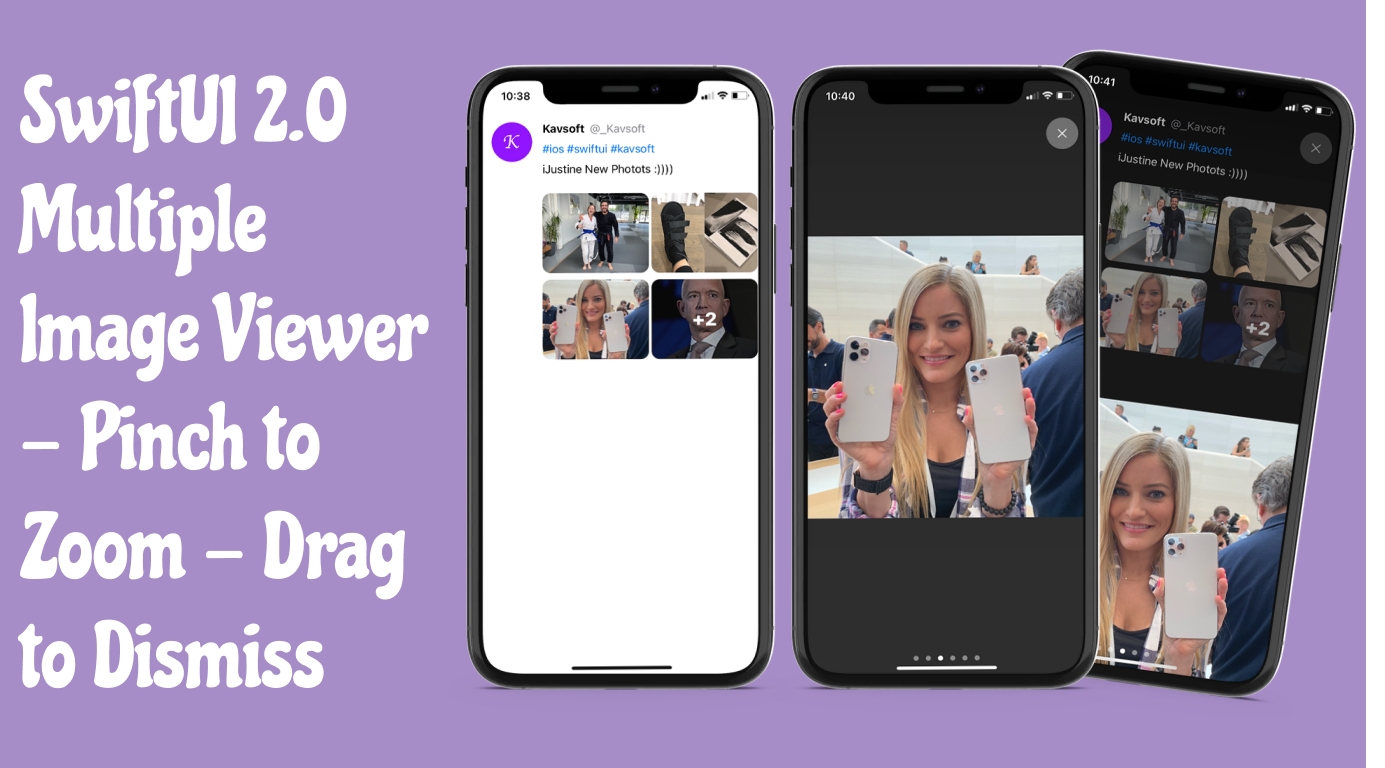 SwiftUI 2.0
Multiple
Image Viewer
– Pinch to
Zoom – Drag
to Dismiss
10:38
K
Kavsoft @_Kavsoft
#ios #swiftui #kavsoft
iJustine New Photots :))))
+2
10:40
10:41
Kavsoft @_Kavsoft
#ios #swiftui #kavsoft
iJustine New Photots :))))
+2